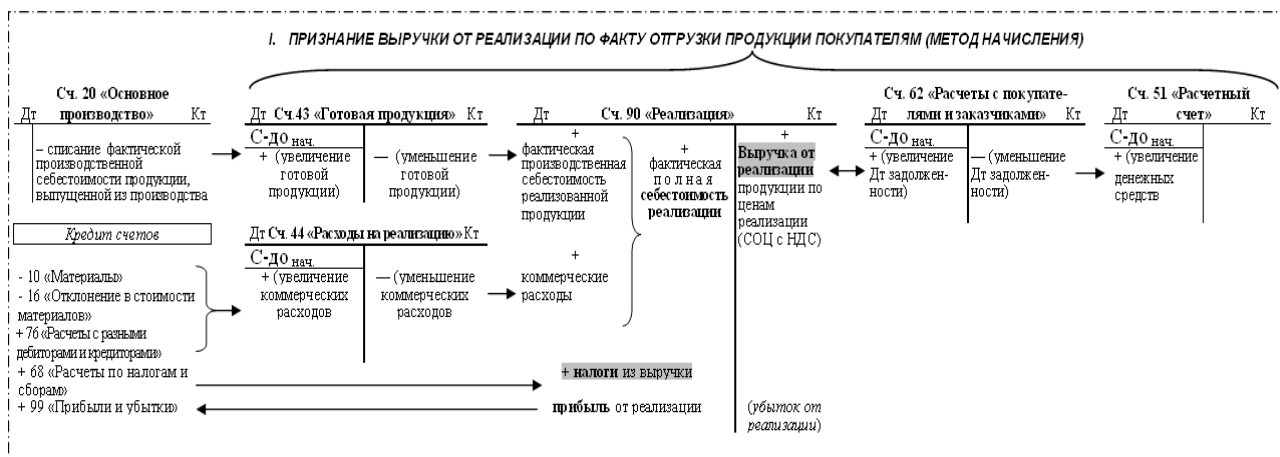 I. ПРИЗНАНИЕ ВЫРУЧКИ ОТ РЕАЛИЗАЦИИ ПО ФАКТУ ОТГРУЗКИ ПРОДУКЦИИ ПОКУПАТЕЛЯМ (МЕТОД НАЧИСЛЕНИЯ)
Сч. 20 «Основное
Дт производство» Кт
– списание фактической
производственной
себестоимости продукции,
выпущенной из производства
Кредит счетов
- 10 «Материалы»
- 16 «Отклонение в стоимости
материалов»
+ 76 «Расчеты с разными
дебиторами и кредиторами»
+ 68 «Расчеты по налогам и
сборам»
+ 99 «Прибыли и убытки»
Дт Сч.43 «Готовая продукция» Кт
С-до нач.
+ (увеличение
готовой
продукции)
— (уменьшение
готовой
продукции)
Дт Сч. 44 «Расходы на реализацию» Кт
С-до нач.
+ (увеличение
коммерческих
расходов
— (уменьшение
коммерческих
расходов
Дт Сч. 90 «Реализация» Кт
+
фактическая
производственная
себестоимость
реализованной
продукции
+
коммерческие
расходы
+
фактическая
полная
себестоимость
реализации
+ налоги из выручки
прибыль от реализации
+
Выручка от
реализации
продукции по
ценам
реализации
(СОЦ с НДС)
(убыток от
реализации)
Сч. 62 «Расчеты с покупате-
Дт лями и заказчиками» Кт
С-до нач.
+ (увеличение
Дт задолжен-
ности)
— (уменьшение
Дт задолжен-
ности)
Сч. 51 «Расчетный
Дт счет» Кт
С-до нач.
+ (увеличение
денежных
средств